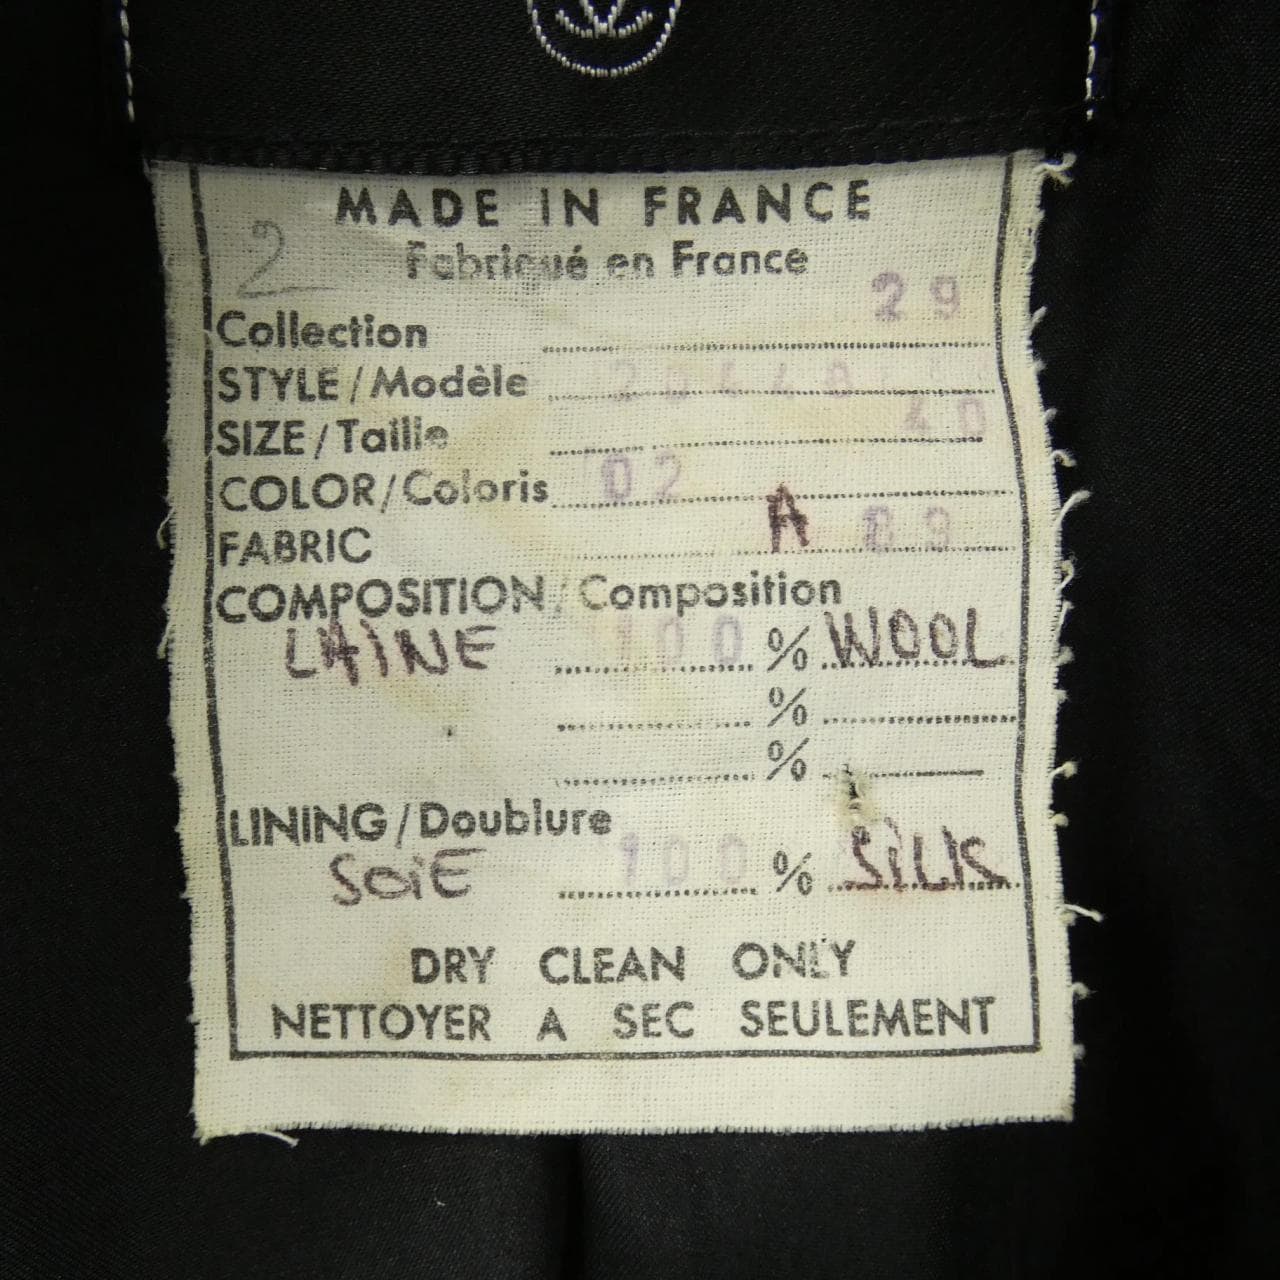 MADE IN FRANCE
2 Fabriqué en France
Collection 29
STYLE/Modèle
SIZE/Taille 40
COLOR/Coloris 02
FABRIC A
COMPOSITION/Composition
LAINE 100 % WOOL
%
%
LINING/Doublure
SOiE 100 % SiLK
DRY CLEAN ONLY
NETTOYER A SEC SEULEMENT